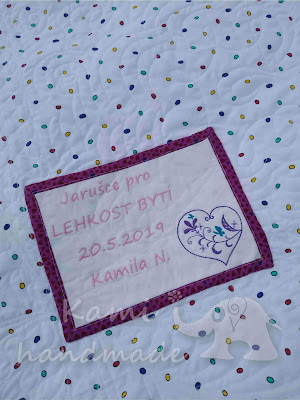 Jarušce pro
LEHKOST BYTÍ
20.5.2019
Kamila N.
Kami
handmade